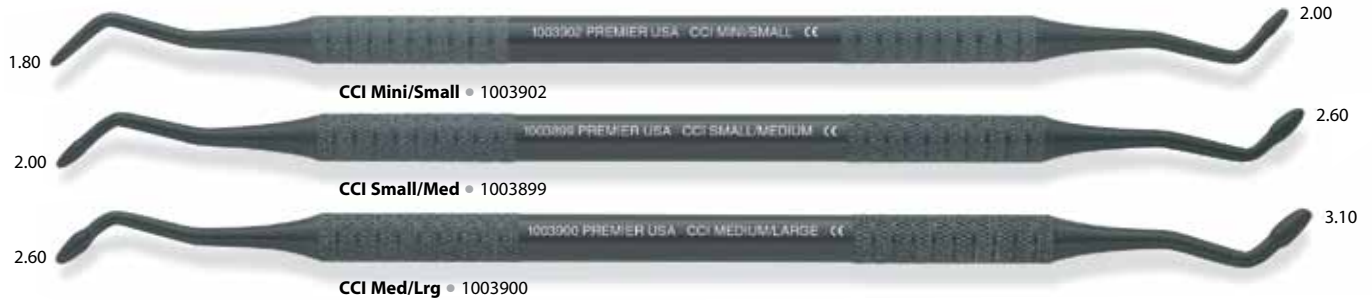 2.00
1003902 PREMIER USA CCI MINI/SMALL CE
1.80
CCI Mini/Small • 1003902
2.60
1003899 PREMIER USA CCI SMALL/MEDIUM CE
2.00
CCI Small/Med • 1003899
3.10
1003900 PREMIER USA CCI MEDIUM/LARGE CE
2.60
CCI Med/Lrg • 1003900